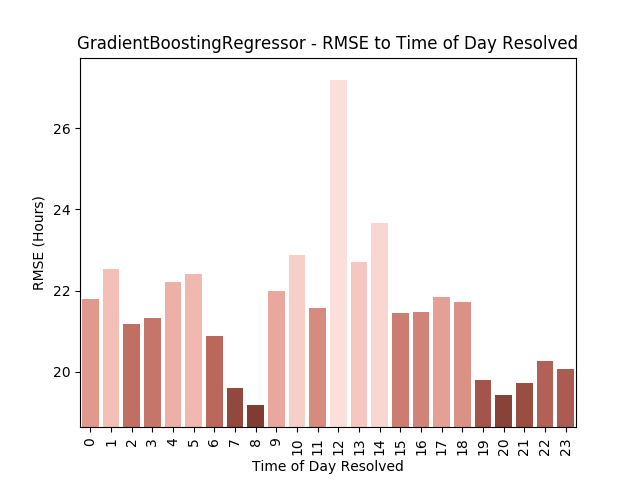 GradientBoostingRegressor - RMSE to Time of Day Resolved
RMSE (Hours)
26
24
22
20
0 1 2 3 4 5 6 7 8 9 10 11 12 13 14 15 16 17 18 19 20 21 22 23
Time of Day Resolved